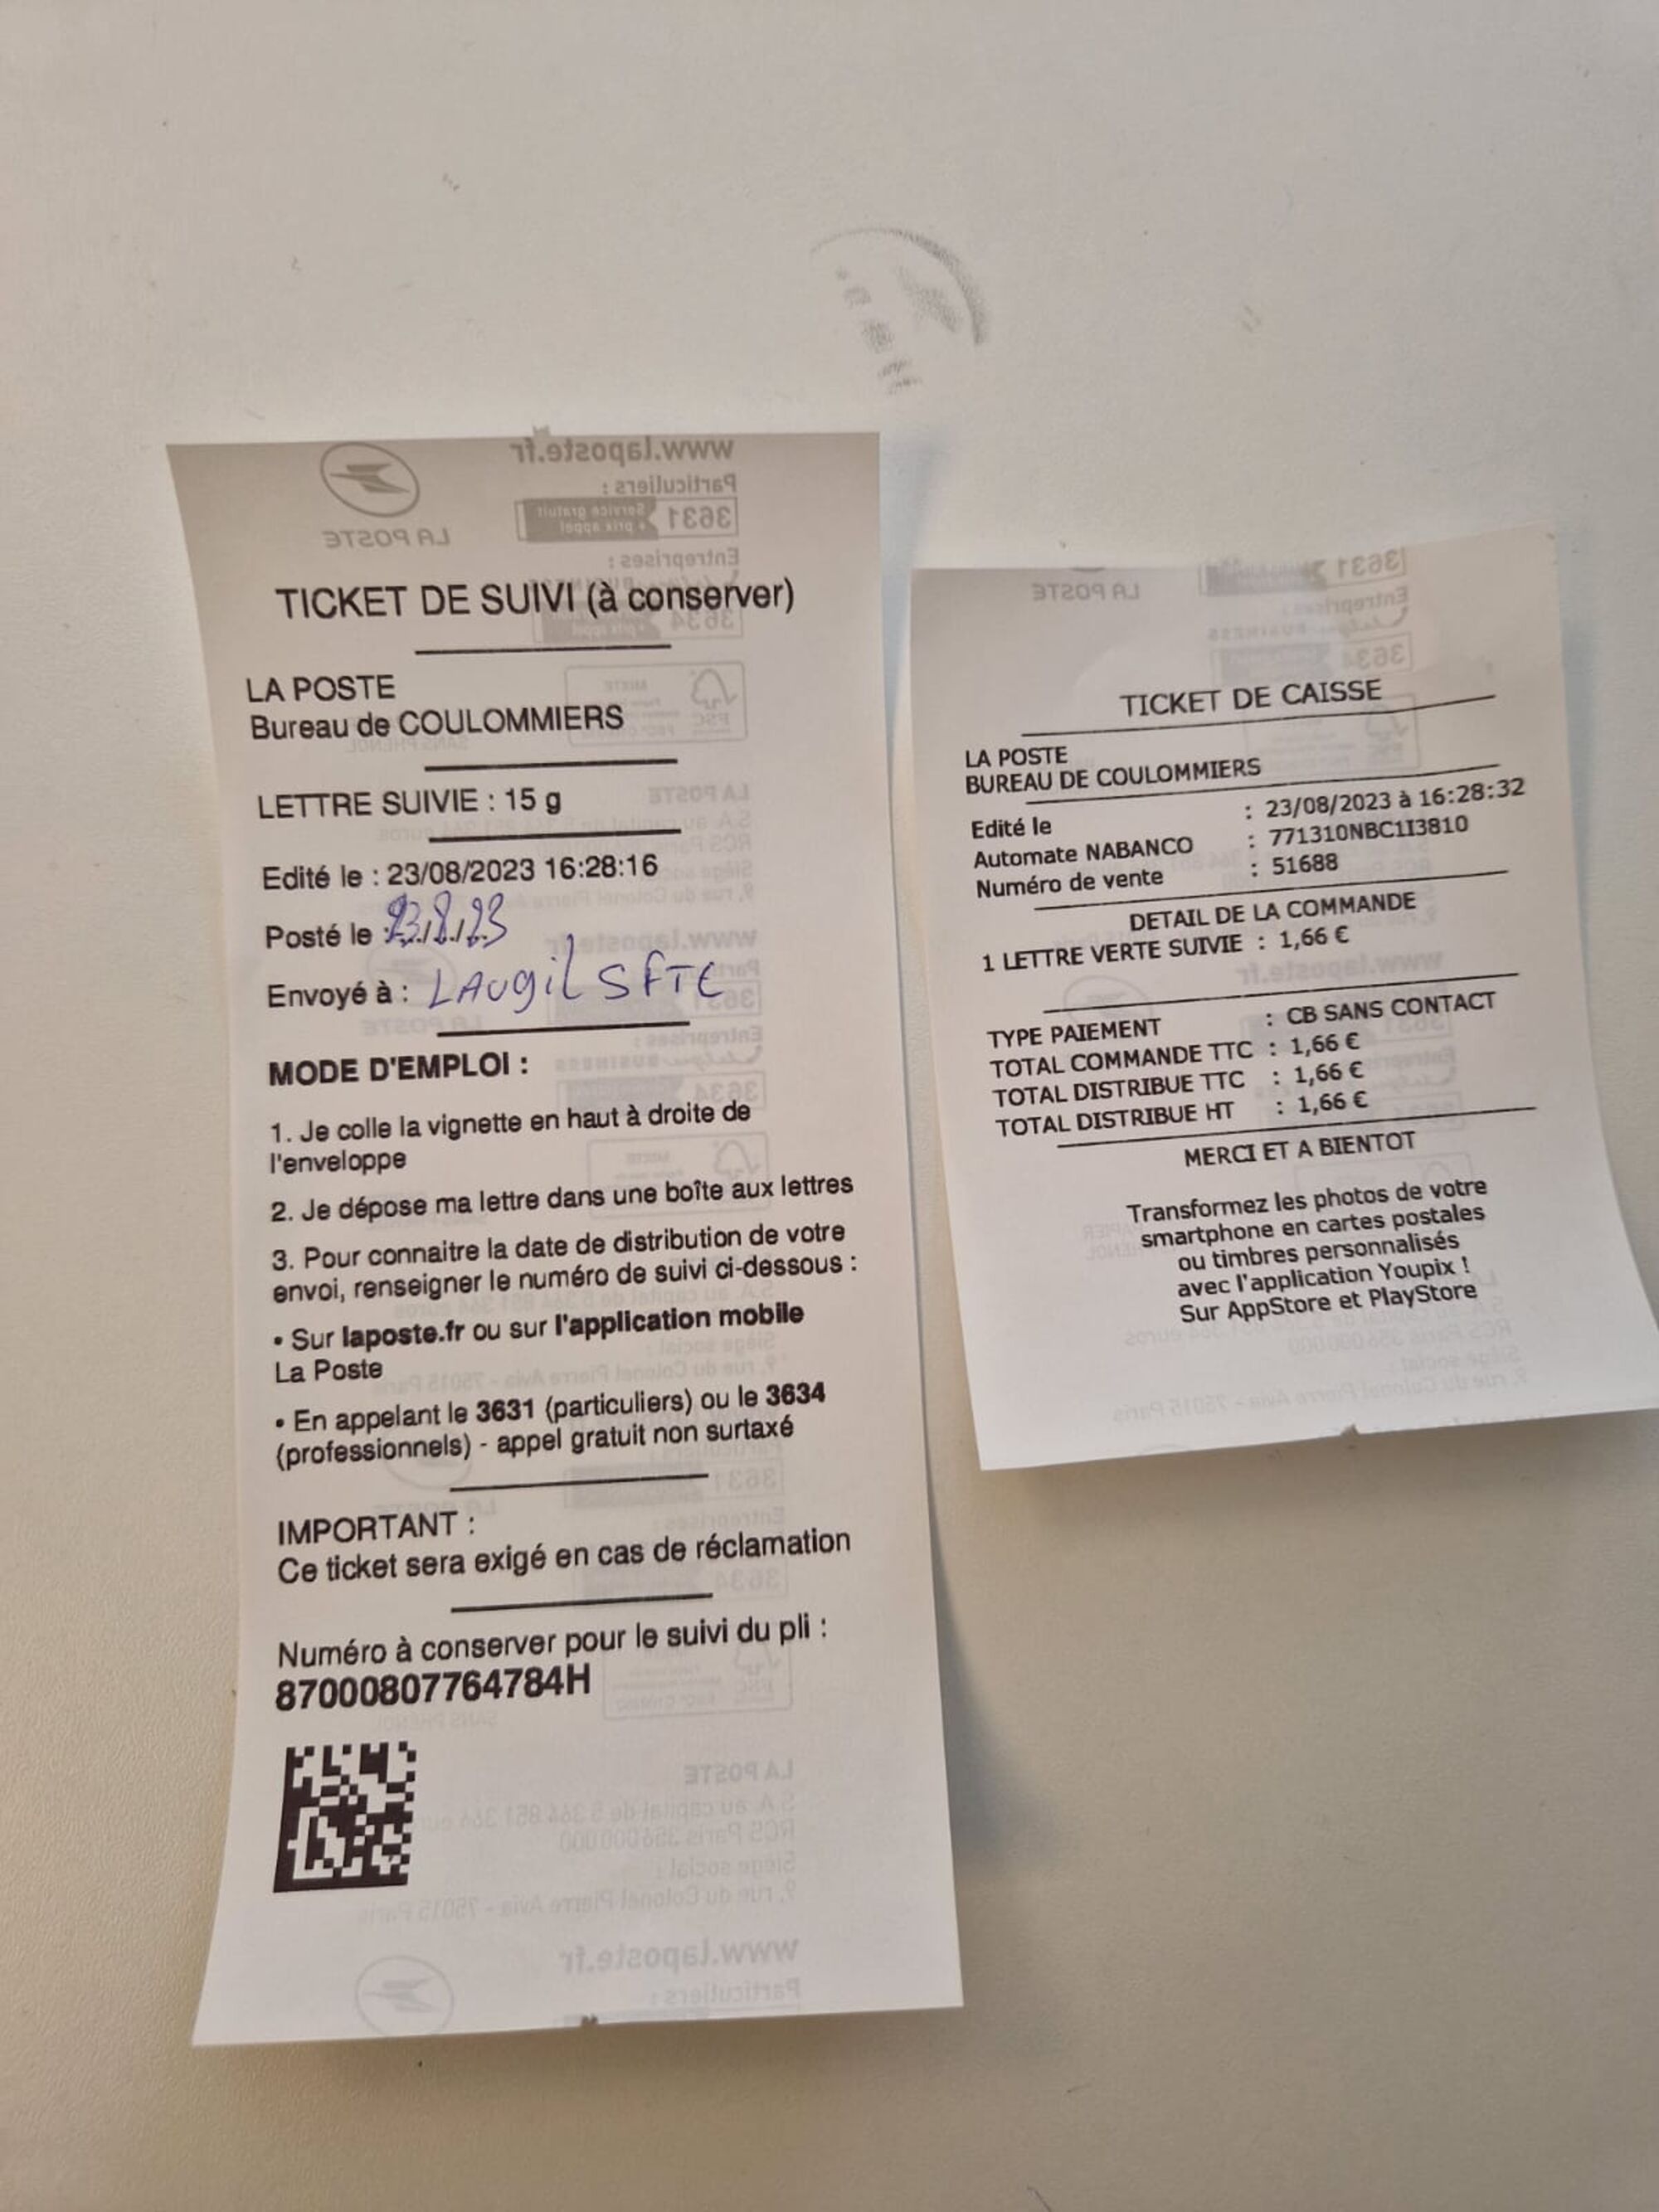 TICKET DE SUIVI (à conserver)
LA POSTE
Bureau de COULOMMIERS
LETTRE SUIVIE : 15 g
Edité le : 23/08/2023 16:28:16
Posté le : 23/8/23
Envoyé à : LAugiL SFTE
MODE D'EMPLOI :
1. Je colle la vignette en haut à droite de
l'enveloppe
2. Je dépose ma lettre dans une boîte aux lettres
3. Pour connaitre la date de distribution de votre
envoi, renseigner le numéro de suivi ci-dessous :
• Sur laposte.fr ou sur l'application mobile
La Poste
• En appelant le 3631 (particuliers) ou le 3634
(professionnels) - appel gratuit non surtaxé
IMPORTANT :
Ce ticket sera exigé en cas de réclamation
Numéro à conserver pour le suivi du pli :
87000807764784H
TICKET DE CAISSE
LA POSTE
BUREAU DE COULOMMIERS
Edité le : 23/08/2023 à 16:28:32
Automate NABANCO : 771310NBC1I3810
Numéro de vente : 51688
DETAIL DE LA COMMANDE
1 LETTRE VERTE SUIVIE : 1,66 €
TYPE PAIEMENT : CB SANS CONTACT
TOTAL COMMANDE TTC : 1,66 €
TOTAL DISTRIBUE TTC : 1,66 €
TOTAL DISTRIBUE HT : 1,66 €
MERCI ET A BIENTOT
Transformez les photos de votre
smartphone en cartes postales
ou timbres personnalisés
avec l'application Youpix !
Sur AppStore et PlayStore